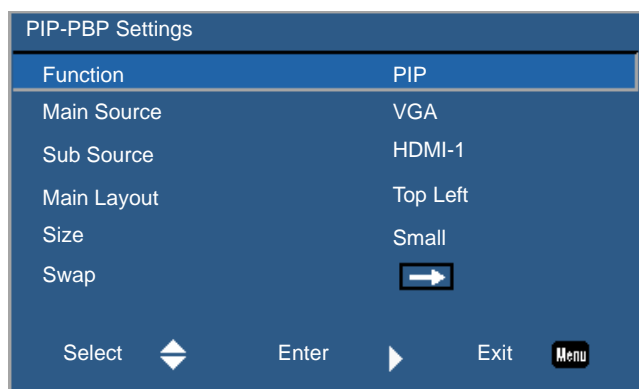 PIP-PBP Settings
Function PIP
Main Source VGA
Sub Source HDMI-1
Main Layout Top Left
Size Small
Swap
Select Enter Exit Menu